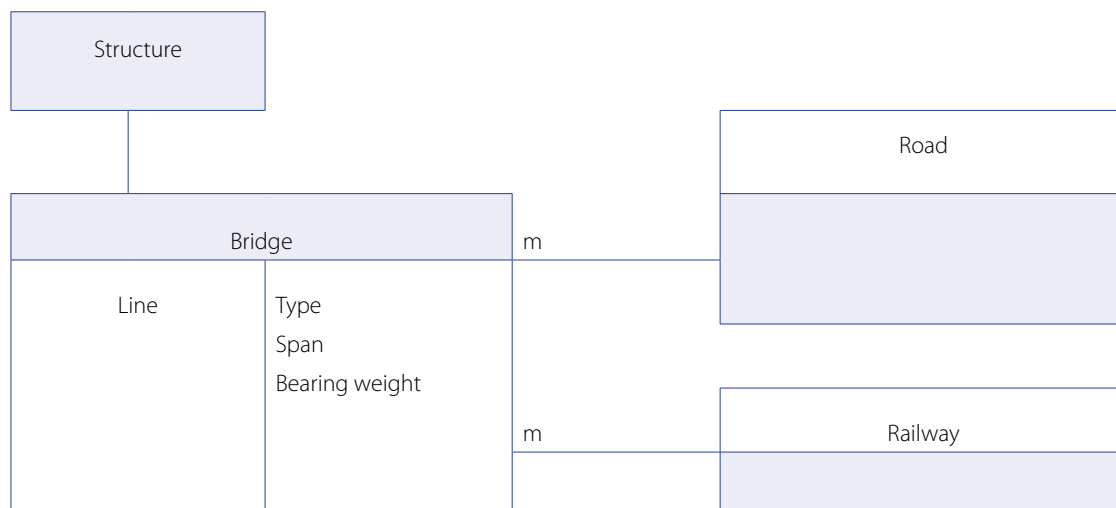 Structure
Road
Bridge
m
Line
Type
Span
Bearing weight
m
Railway